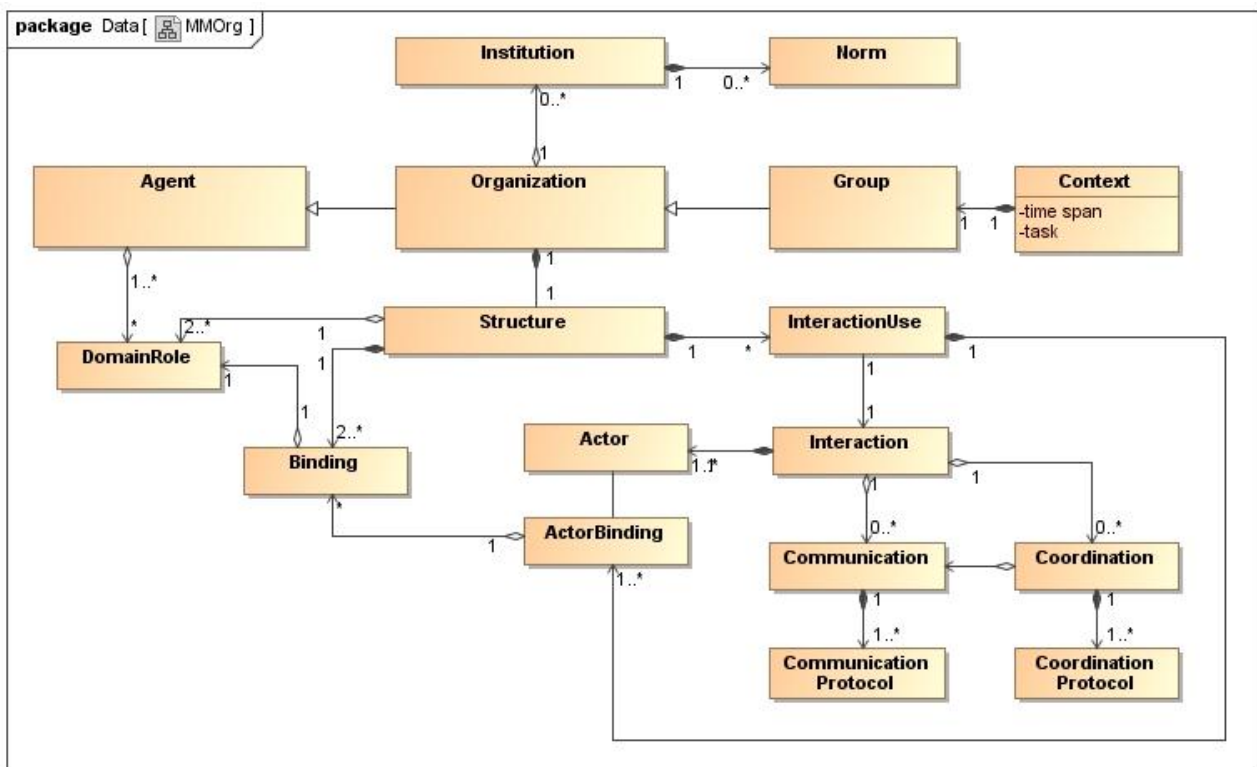 package Data [ MMOrg ]
Institution
Norm
1
0..*
0..*
1
Agent
Organization
Group
Context
-time span
-task
1
1
1..*
*
1
1
2..*
1
Structure
InteractionUse
1
*
1
DomainRole
1
1
1
1
2..*
1
1
Binding
Actor
Interaction
1
1
1
*
1
ActorBinding
1..*
0..*
0..*
Communication
Coordination
1
1
1..*
1..*
Communication
Protocol
Coordination
Protocol